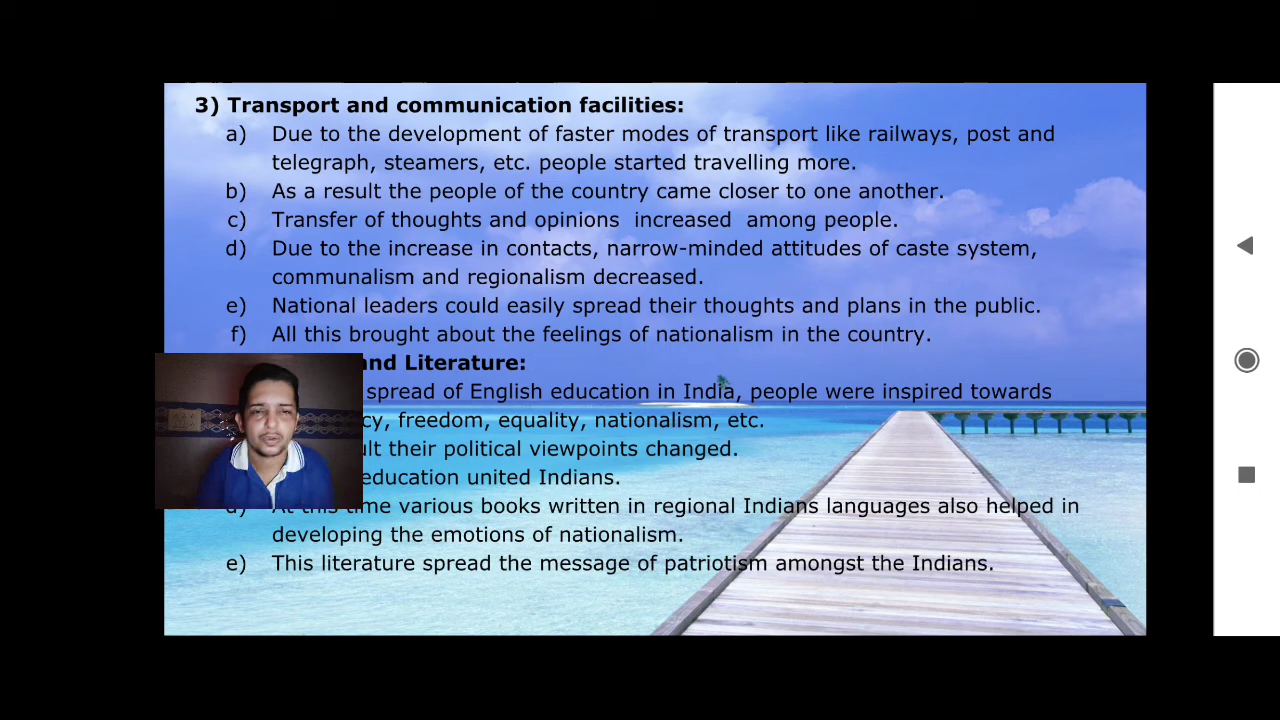 3) Transport and communication facilities:
a) Due to the development of faster modes of transport like railways, post and
telegraph, steamers, etc. people started travelling more.
b) As a result the people of the country came closer to one another.
c) Transfer of thoughts and opinions increased among people.
d) Due to the increase in contacts, narrow-minded attitudes of caste system,
communalism and regionalism decreased.
e) National leaders could easily spread their thoughts and plans in the public.
f) All this brought about the feelings of nationalism in the country.
and Literature:
spread of English education in India, people were inspired towards
cy, freedom, equality, nationalism, etc.
ult their political viewpoints changed.
education united Indians.
d) At this time various books written in regional Indians languages also helped in
developing the emotions of nationalism.
e) This literature spread the message of patriotism amongst the Indians.